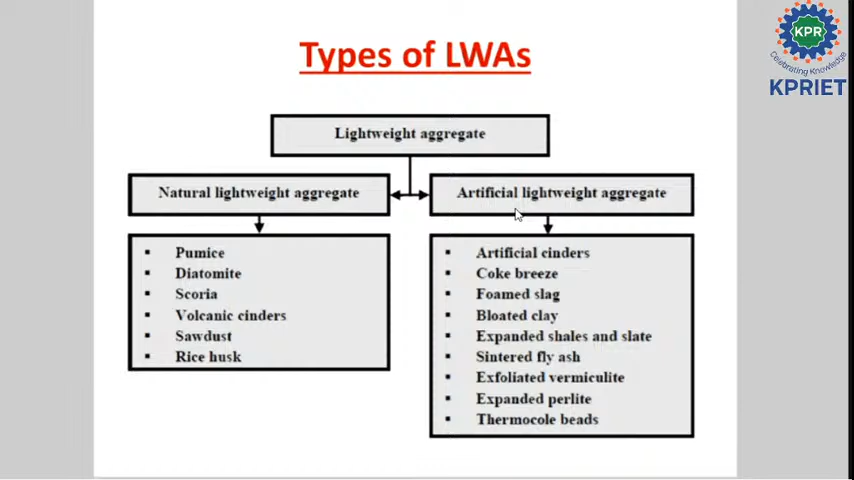 Types of LWAs
KPR
Celebrating Knowledge
KPRIET
Lightweight aggregate
Natural lightweight aggregate
Artificial lightweight aggregate
▪ Pumice
▪ Diatomite
▪ Scoria
▪ Volcanic cinders
▪ Sawdust
▪ Rice husk
▪ Artificial cinders
▪ Coke breeze
▪ Foamed slag
▪ Bloated clay
▪ Expanded shales and slate
▪ Sintered fly ash
▪ Exfoliated vermiculite
▪ Expanded perlite
▪ Thermocole beads